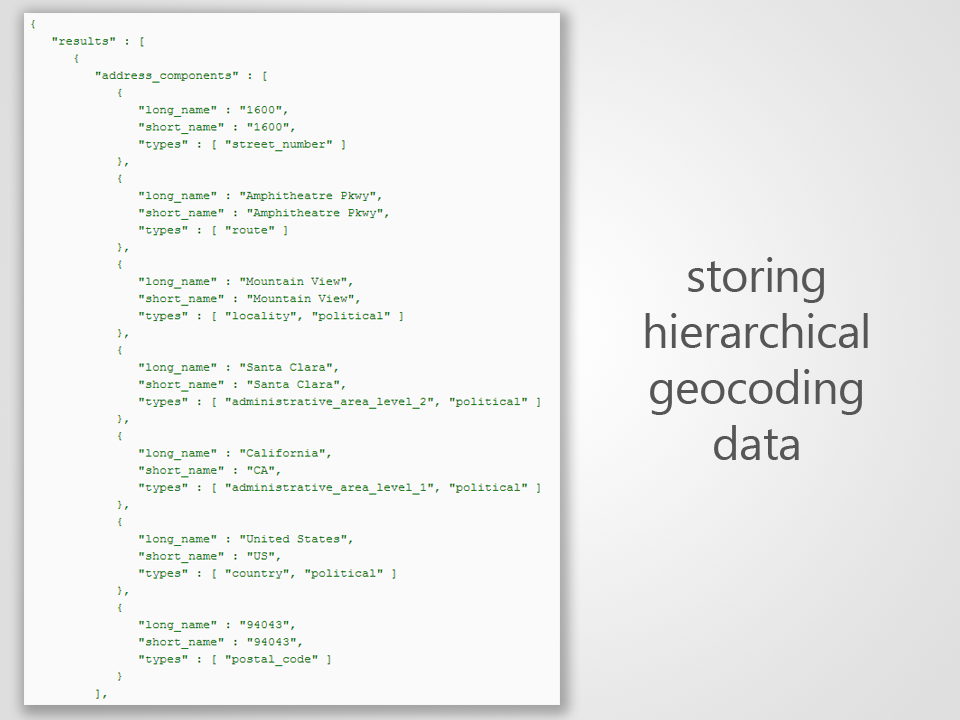 {
"results" : [
{
"address_components" : [
{
"long_name" : "1600",
"short_name" : "1600",
"types" : [ "street_number" ]
},
{
"long_name" : "Amphitheatre Pkwy",
"short_name" : "Amphitheatre Pkwy",
"types" : [ "route" ]
},
{
"long_name" : "Mountain View",
"short_name" : "Mountain View",
"types" : [ "locality", "political" ]
},
{
"long_name" : "Santa Clara",
"short_name" : "Santa Clara",
"types" : [ "administrative_area_level_2", "political" ]
},
{
"long_name" : "California",
"short_name" : "CA",
"types" : [ "administrative_area_level_1", "political" ]
},
{
"long_name" : "United States",
"short_name" : "US",
"types" : [ "country", "political" ]
},
{
"long_name" : "94043",
"short_name" : "94043",
"types" : [ "postal_code" ]
}
],
storing
hierarchical
geocoding
data